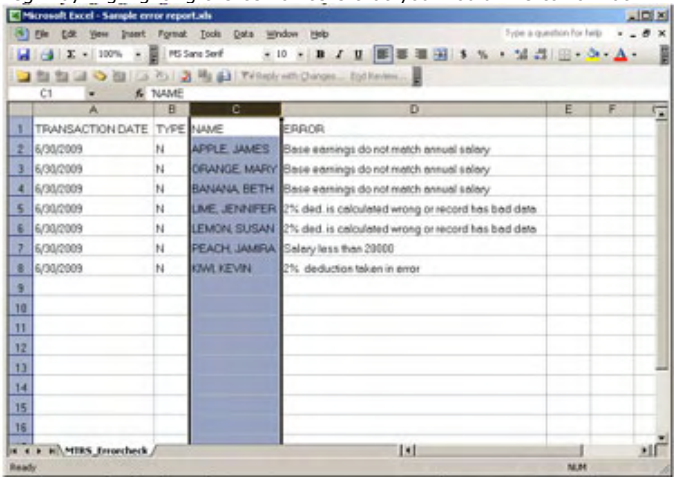 Microsoft Excel - Sample error report.xls
File Edit View Insert Format Tools Data Window Help Type a question for help
Σ 100% MS Sans Serif 10 B I U $ %
Reply with Changes... End Review...
C1 fx NAME
A B C D E F
1 TRANSACTION DATE TYPE NAME ERROR
2 6/30/2009 N APPLE, JAMES Base earnings do not match annual salary
3 6/30/2009 N ORANGE, MARY Base earnings do not match annual salary
4 6/30/2009 N BANANA, BETH Base earnings do not match annual salary
5 6/30/2009 N LIME, JENNIFER 2% ded. is calculated wrong or record has bad data
6 6/30/2009 N LEMON, SUSAN 2% ded. is calculated wrong or record has bad data
7 6/30/2009 N PEACH, JAMIRA Salary less than 20000
8 6/30/2009 N KIWI, KEVIN 2% deduction taken in error
9
10
11
12
13
14
15
16
MTRS_Errorcheck
Ready NUM